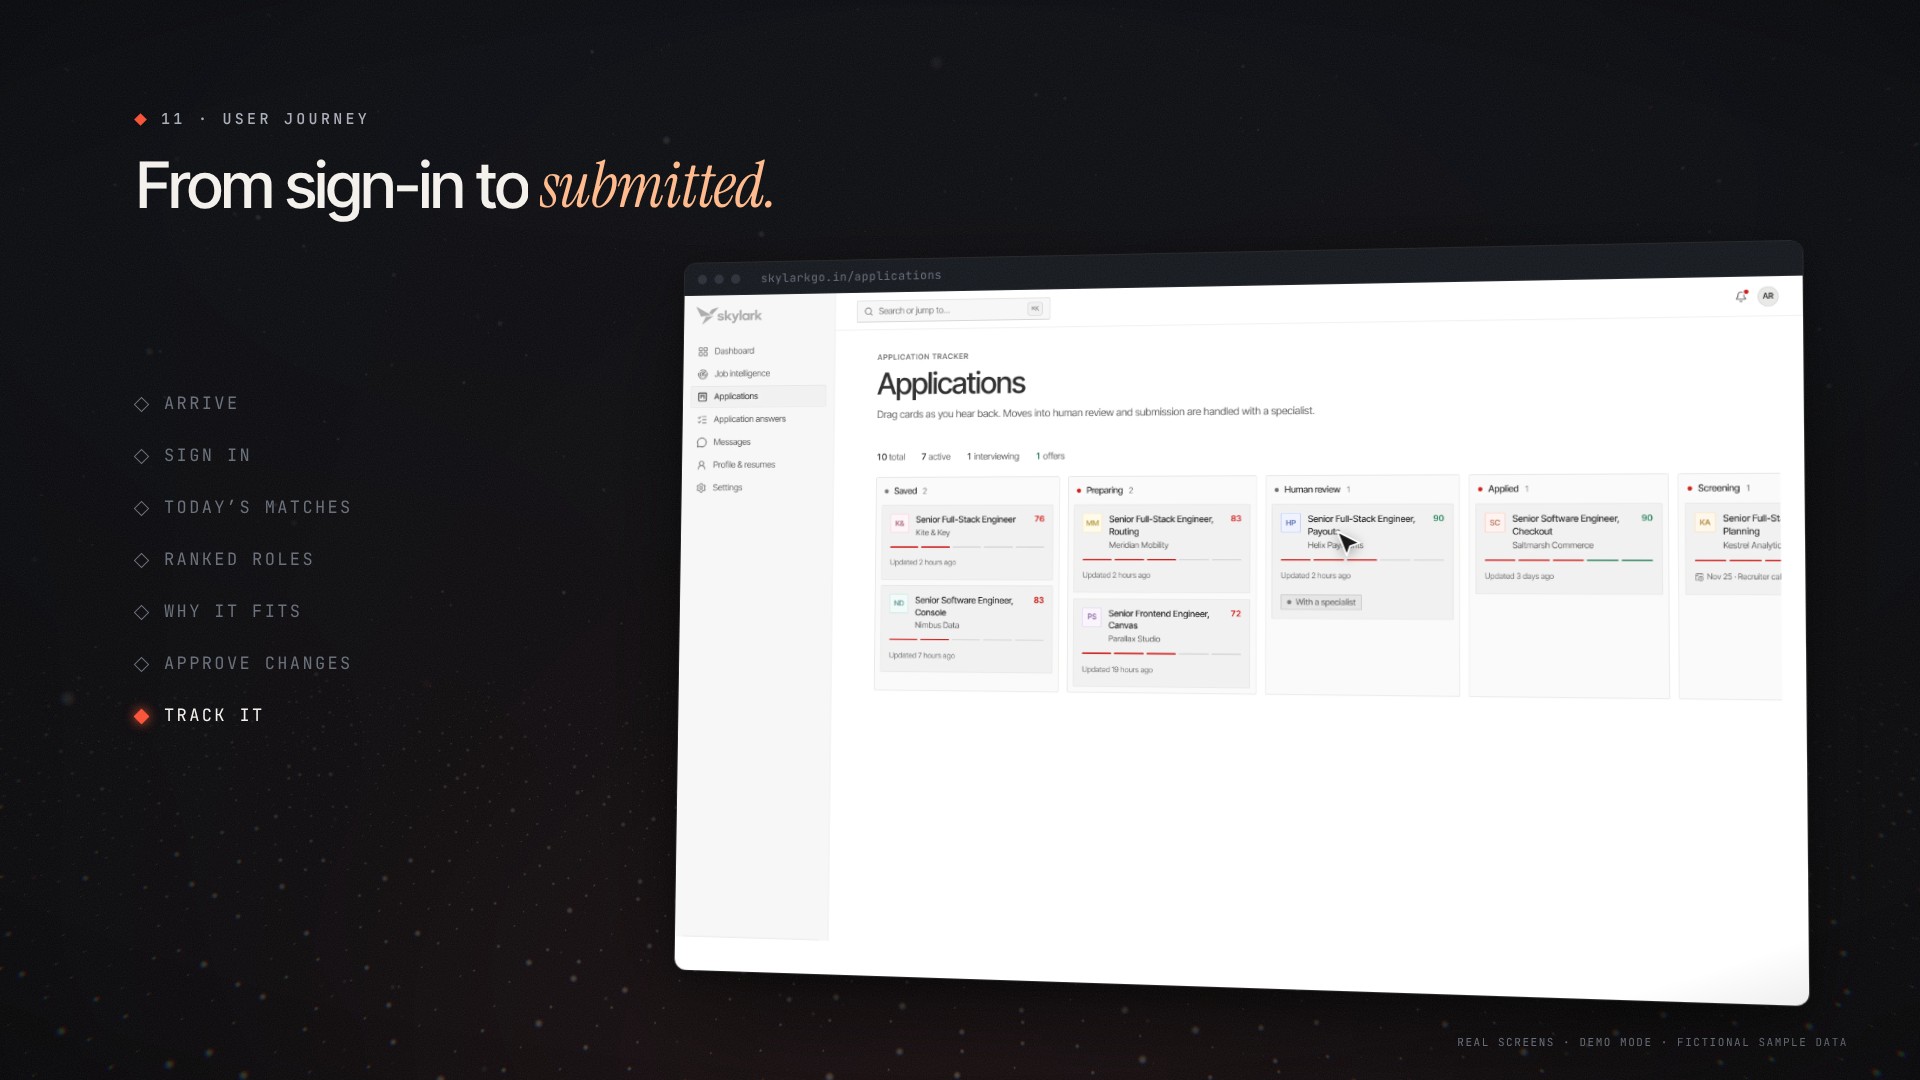 11 · USER JOURNEY
From sign-in to submitted.
ARRIVE
SIGN IN
TODAY’S MATCHES
RANKED ROLES
WHY IT FITS
APPROVE CHANGES
TRACK IT
skylarkgo.in/applications
skylark
Dashboard
Job intelligence
Applications
Application answers
Messages
Profile & resumes
Settings
Search or jump to...
⌘K
AR
APPLICATION TRACKER
Applications
Drag cards as you hear back. Moves into human review and submission are handled with a specialist.
10 total 7 active 1 interviewing 1 offers
Saved 2
K&
Senior Full-Stack Engineer
76
Kite & Key
Updated 2 hours ago
ND
Senior Software Engineer,
83
Console
Nimbus Data
Updated 7 hours ago
Preparing 2
MM
Senior Full-Stack Engineer,
83
Routing
Meridian Mobility
Updated 2 hours ago
PS
Senior Frontend Engineer,
72
Canvas
Parallax Studio
Updated 19 hours ago
Human review 1
HP
Senior Full-Stack Engineer,
90
Payouts
Helix Payments
Updated 2 hours ago
With a specialist
Applied 1
SC
Senior Software Engineer,
90
Checkout
Saltmarsh Commerce
Updated 3 days ago
Screening 1
KA
Senior Full-St
Planning
Kestrel Analytic
Nov 25 · Recruiter cal
REAL SCREENS · DEMO MODE · FICTIONAL SAMPLE DATA